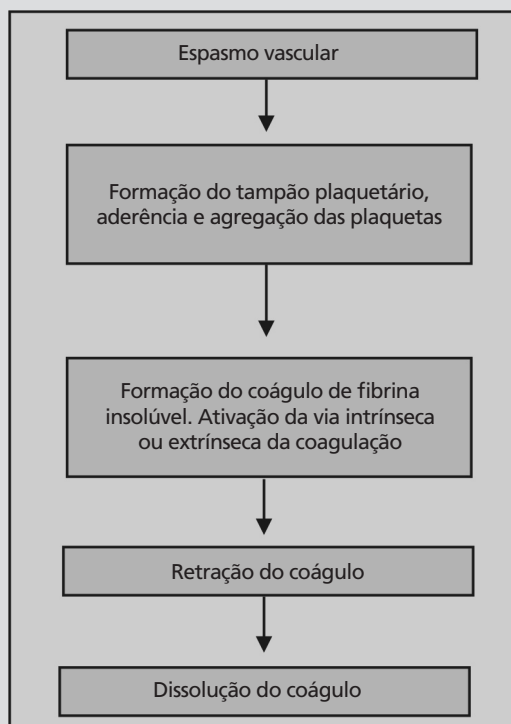 Espasmo vascular
Formação do tampão plaquetário,
aderência e agregação das plaquetas
Formação do coágulo de fibrina
insolúvel. Ativação da via intrínseca
ou extrínseca da coagulação
Retração do coágulo
Dissolução do coágulo